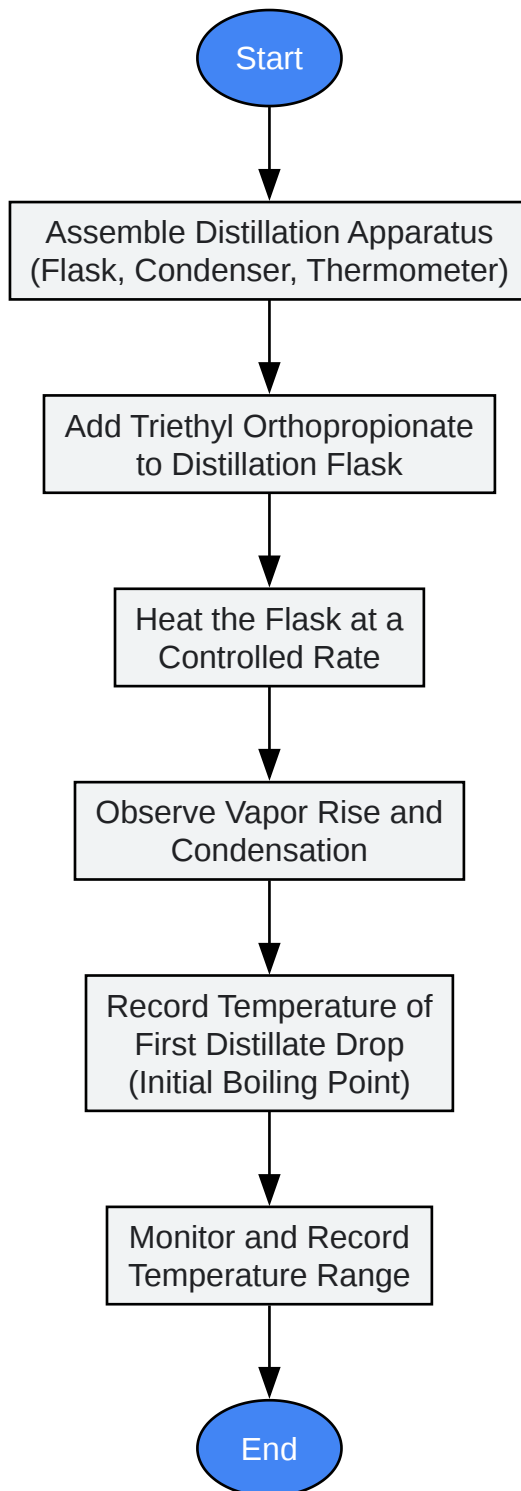 Start
Assemble Distillation Apparatus
(Flask, Condenser, Thermometer)
Add Triethyl Orthopropionate
to Distillation Flask
Heat the Flask at a
Controlled Rate
Observe Vapor Rise and
Condensation
Record Temperature of
First Distillate Drop
(Initial Boiling Point)
Monitor and Record
Temperature Range
End